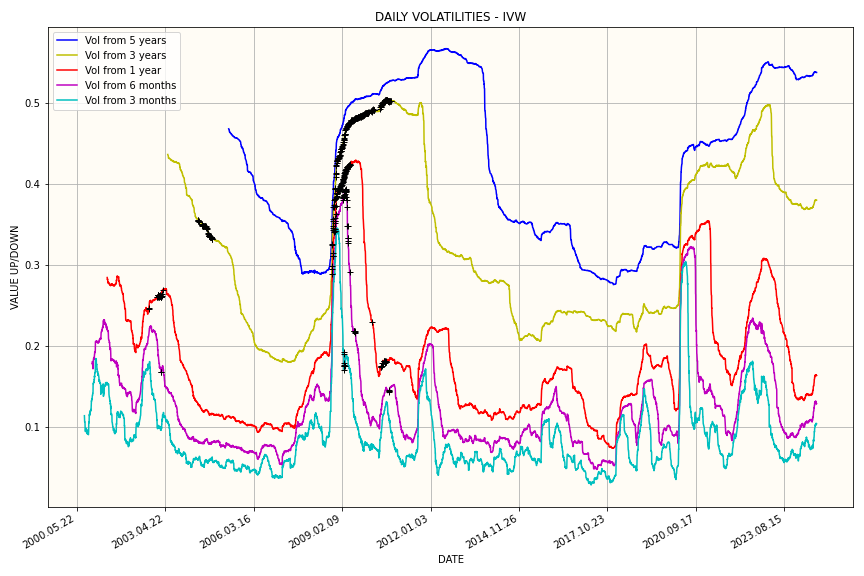 DAILY VOLATILITIES - IVW
Vol from 5 years
Vol from 3 years
Vol from 1 year
Vol from 6 months
Vol from 3 months
VALUE UP/DOWN
0.5
0.4
0.3
0.2
0.1
2000.05.22
2003.04.22
2006.03.16
2009.02.09
2012.01.03
2014.11.26
2017.10.23
2020.09.17
2023.08.15
DATE